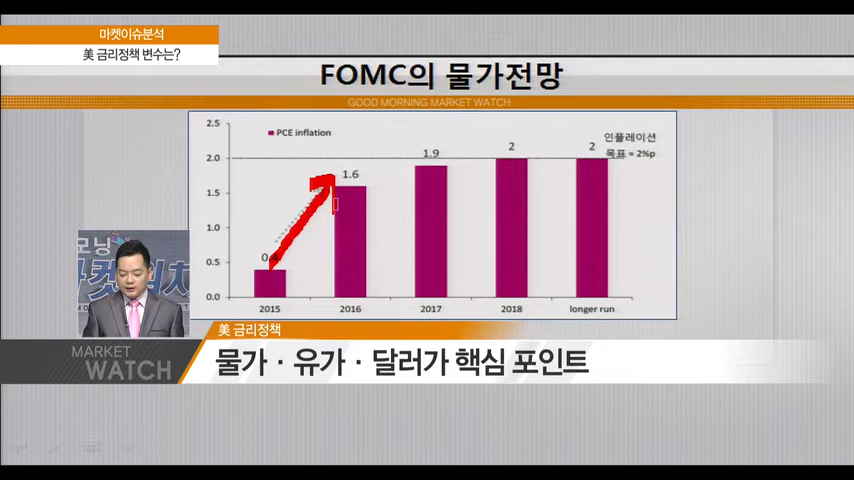 마켓이슈분석
美 금리정책 변수는?
FOMC의 물가전망
GOOD MORNING MARKET WATCH
2.5
2.0
1.5
1.0
0.5
0.0
PCE inflation
인플레이션
목표 = 2%p
1.6
1.9
2
2
2015
2016
2017
2018
longer run
모닝
美 금리정책
MARKET
WATCH
물가 · 유가 · 달러가 핵심 포인트